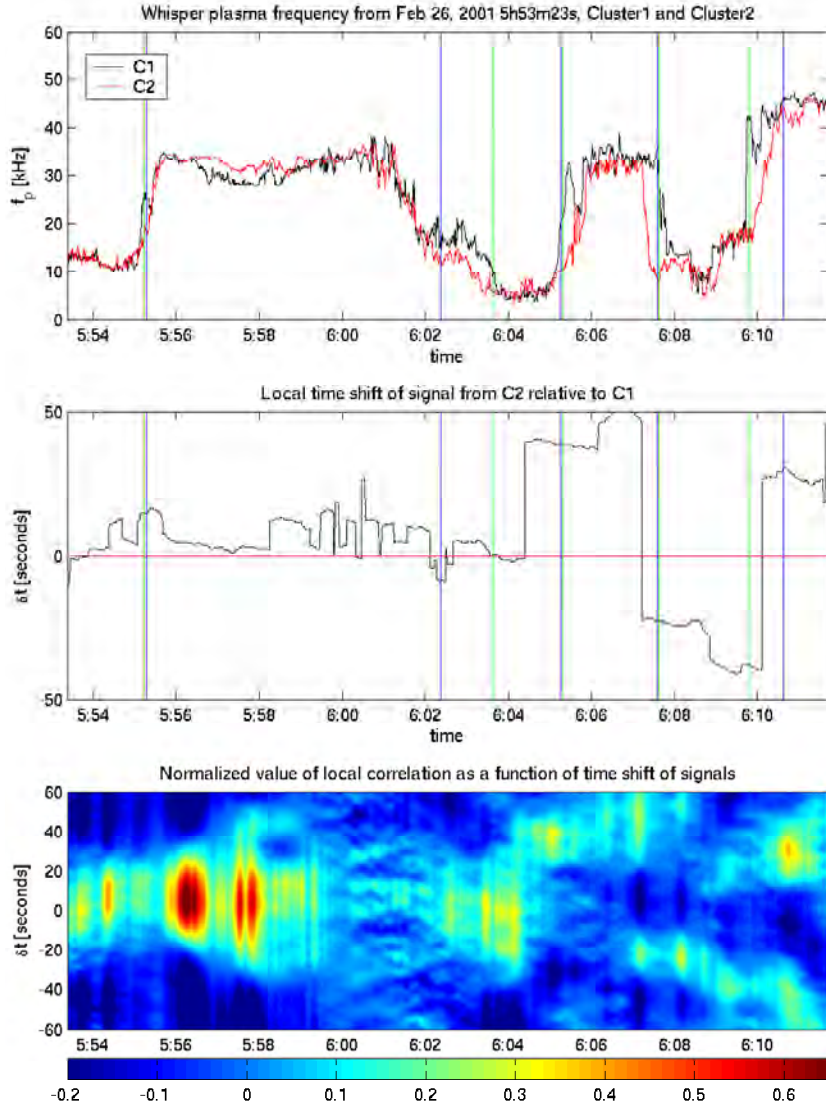 Whisper plasma frequency from Feb 26, 2001 5h53m23s, Cluster1 and Cluster2
60
50
40
30
20
10
0
fp [kHz]
C1
C2
5:54 5:56 5:58 6:00 6:02 6:04 6:06 6:08 6:10
time
Local time shift of signal from C2 relative to C1
50
0
-50
δt [seconds]
5:54 5:56 5:58 6:00 6:02 6:04 6:06 6:08 6:10
time
Normalized value of local correlation as a function of time shift of signals
60
40
20
0
-20
-40
-60
δt [seconds]
5:54 5:56 5:58 6:00 6:02 6:04 6:06 6:08 6:10
-0.2 -0.1 0 0.1 0.2 0.3 0.4 0.5 0.6